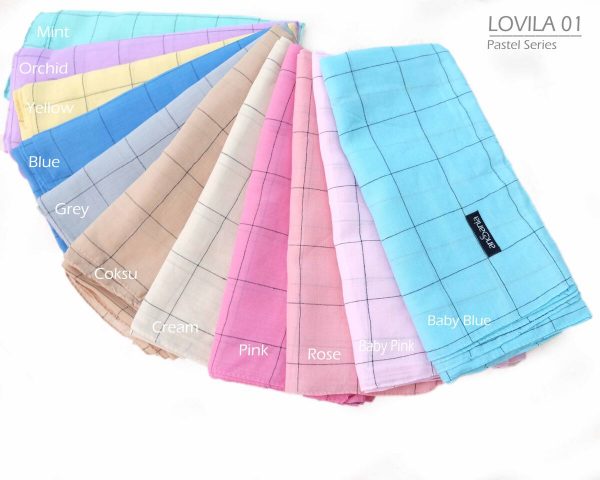 LOVILA 01
Pastel Series
Mint
Orchid
Yellow
Blue
Grey
Coksu
Cream
Pink
Rose
Baby Pink
Baby Blue